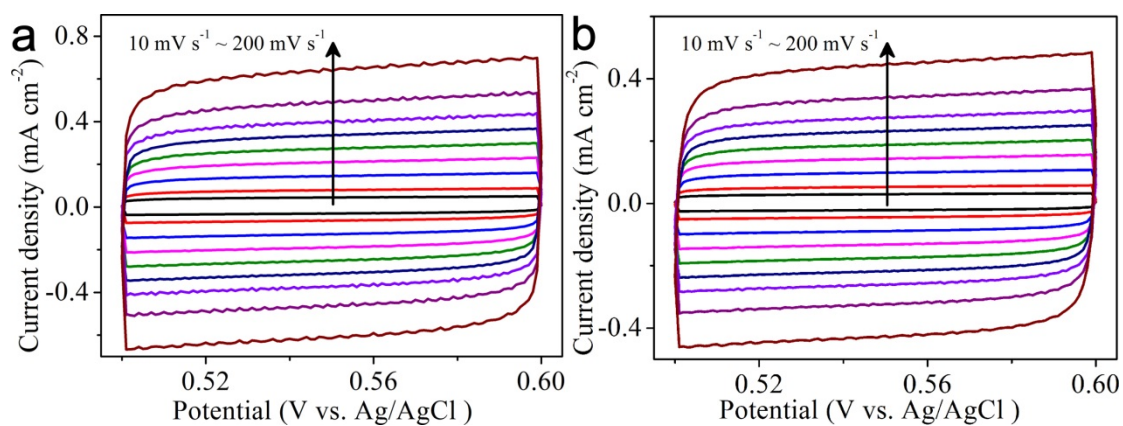 a
10 mV s⁻¹ ~ 200 mV s⁻¹
0.8
0.4
0.0
-0.4
0.52
0.56
0.60
Current density (mA cm⁻²)
Potential (V vs. Ag/AgCl )
b
10 mV s⁻¹ ~ 200 mV s⁻¹
0.4
0.0
-0.4
0.52
0.56
0.60
Current density (mA cm⁻²)
Potential (V vs. Ag/AgCl )